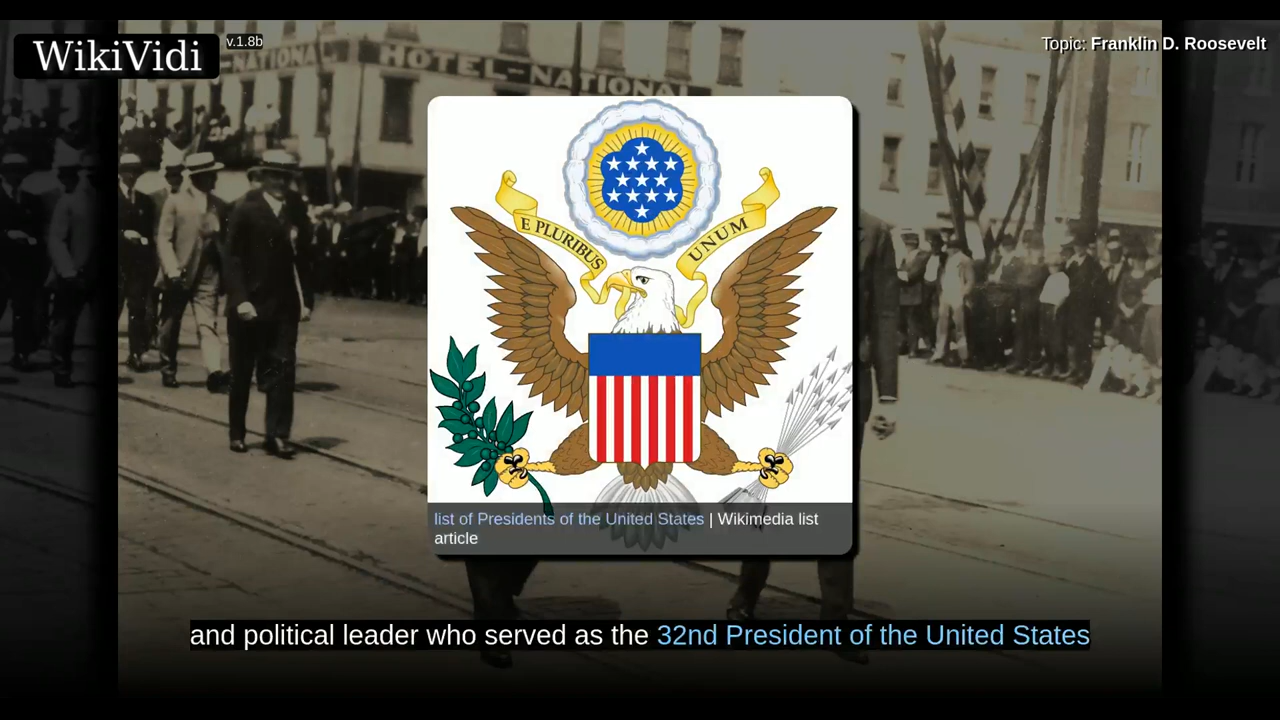 WikiVidi
v.1.8b
Topic: Franklin D. Roosevelt
-NATIONAL
HOTEL-NATIONAL
E PLURIBUS
UNUM
list of Presidents of the United States | Wikimedia list
article
and political leader who served as the 32nd President of the United States